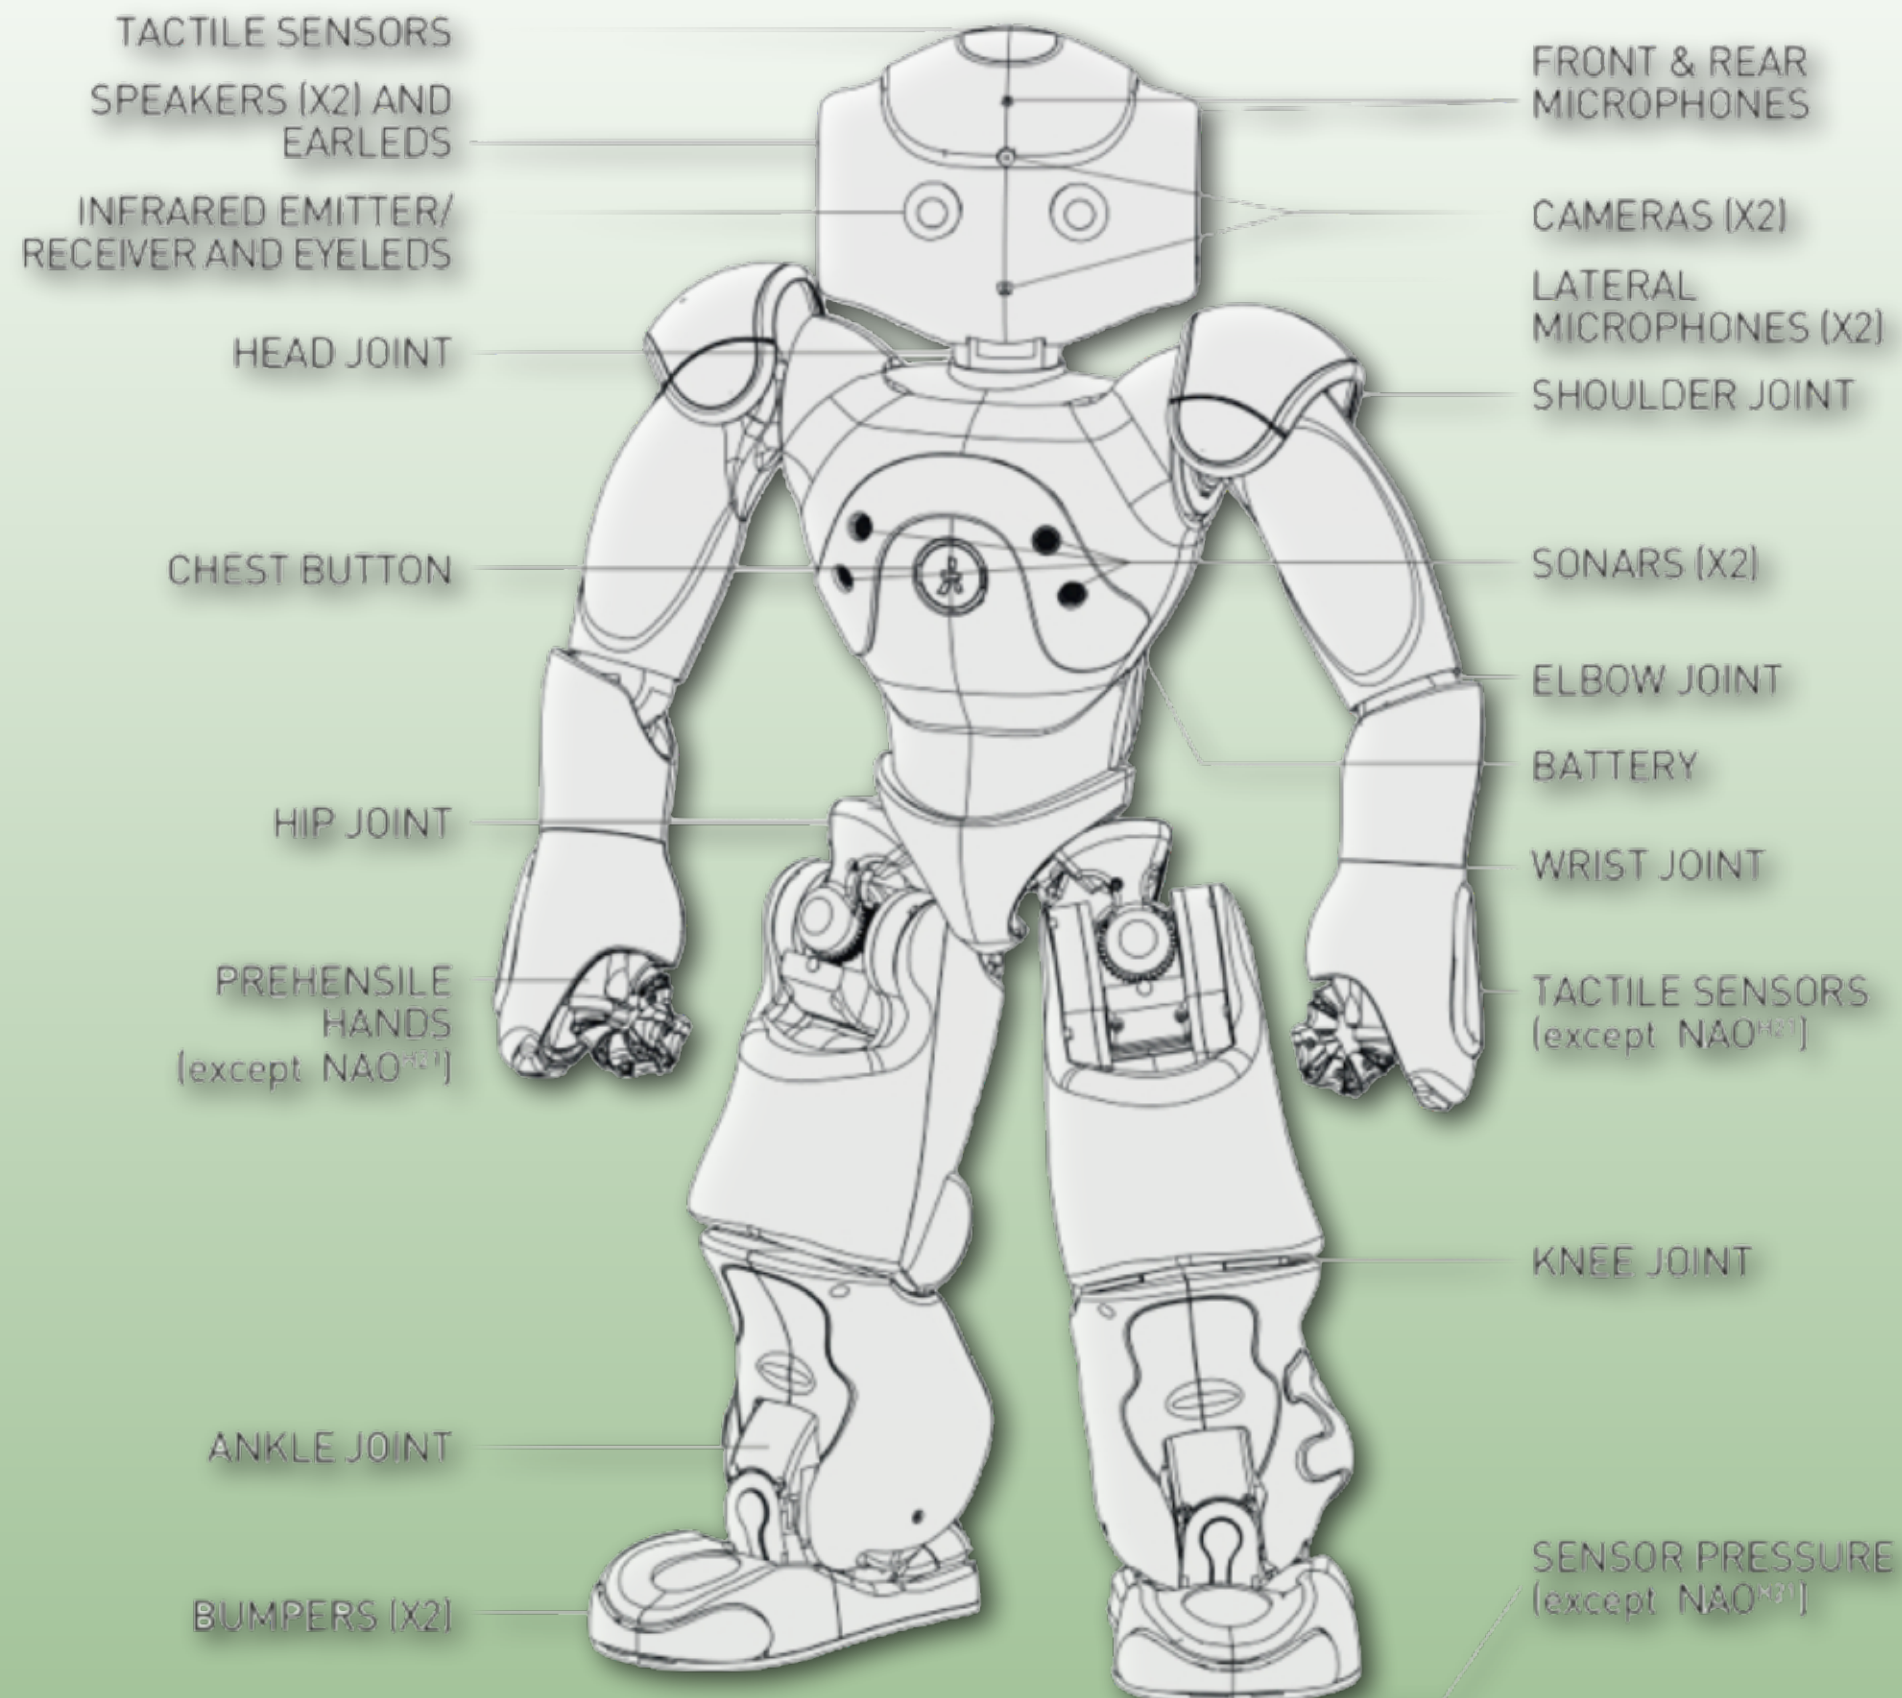 TACTILE SENSORS
SPEAKERS (X2) AND
EARLEDS
INFRARED EMITTER/
RECEIVER AND EYELEDS
HEAD JOINT
CHEST BUTTON
HIP JOINT
PREHENSILE
HANDS
(except NAO
ANKLE JOINT
BUMPERS (X2)
FRONT & REAR
MICROPHONES
CAMERAS (X2)
LATERAL
MICROPHONES (X2)
SHOULDER JOINT
SONARS (X2)
ELBOW JOINT
BATTERY
WRIST JOINT
TACTILE SENSORS
(except NAO
KNEE JOINT
SENSOR PRESSURE
(except NAO